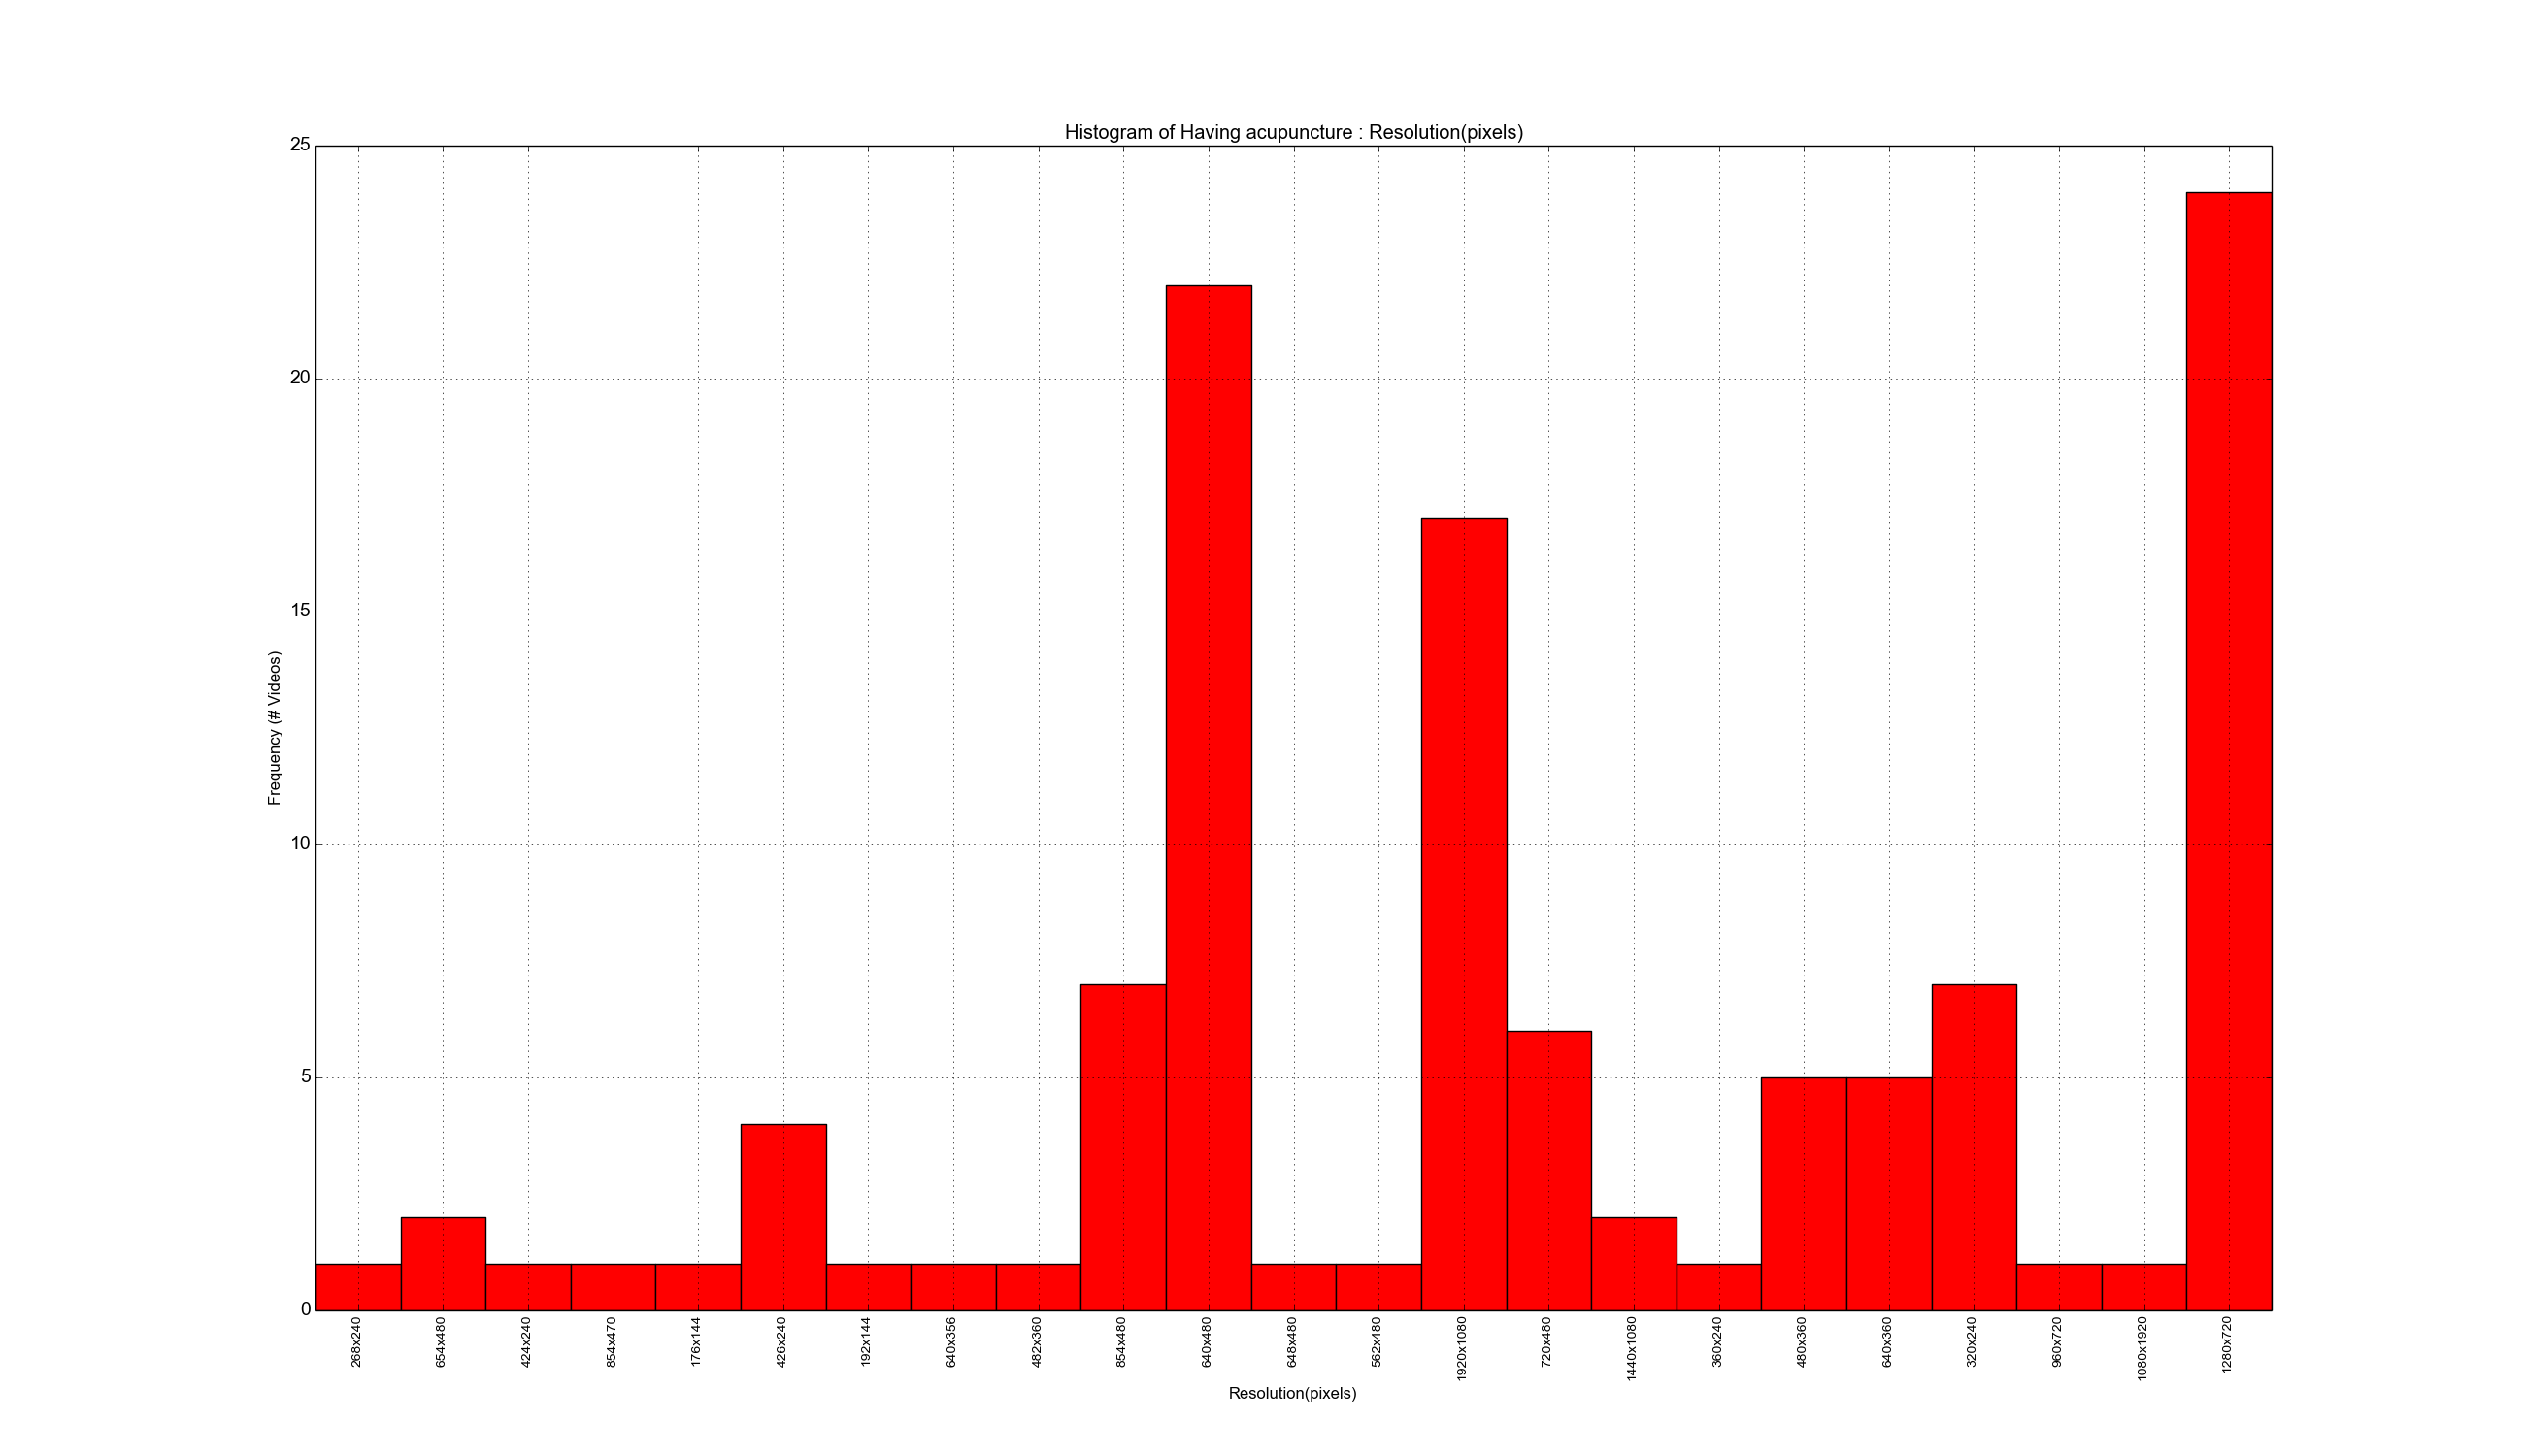 Histogram of Having acupuncture : Resolution(pixels)
25
20
15
10
5
0
Frequency (# Videos)
268x240
654x480
424x240
854x470
176x144
426x240
192x144
640x356
482x360
854x480
640x480
648x480
562x480
1920x1080
720x480
1440x1080
360x240
480x360
640x360
320x240
960x720
1080x1920
1280x720
Resolution(pixels)